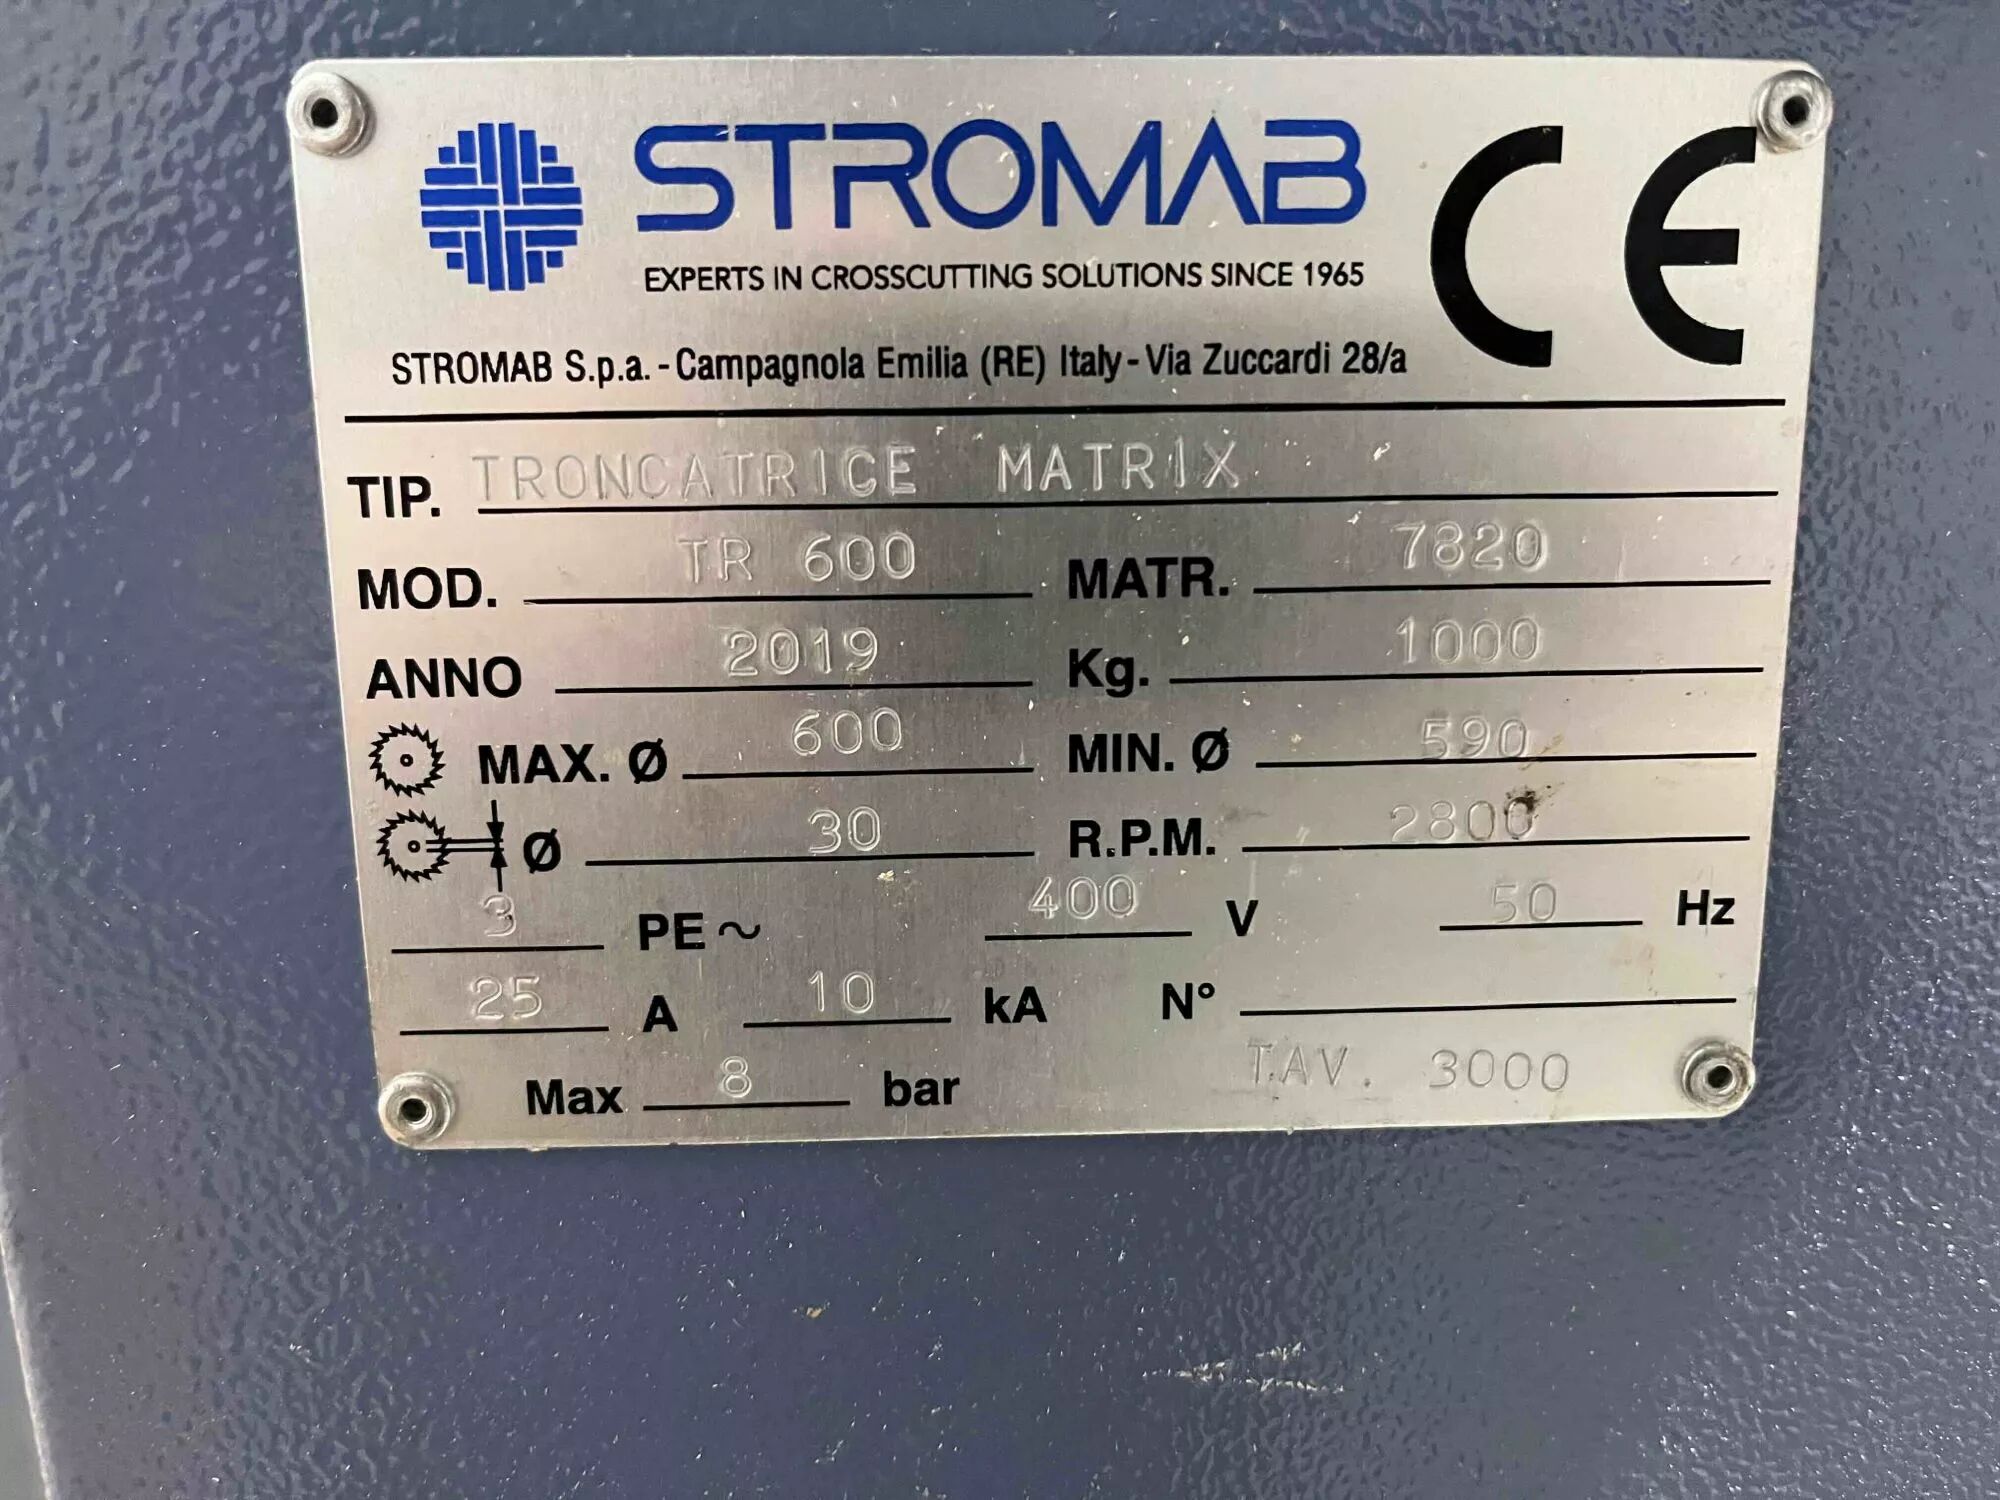 STROMAB
EXPERTS IN CROSSCUTTING SOLUTIONS SINCE 1965
CE
STROMAB S.p.a. - Campagnola Emilia (RE) Italy - Via Zuccardi 28/a
TIP. TRONCATRICE MATRIX
MOD. TR 600 MATR. 7820
ANNO 2019 Kg. 1000
MAX. Ø 600 MIN. Ø 590
Ø 30 R.P.M. 2800
3 PE ~ 400 V 50 Hz
25 A 10 kA N°
Max 8 bar TAV. 3000